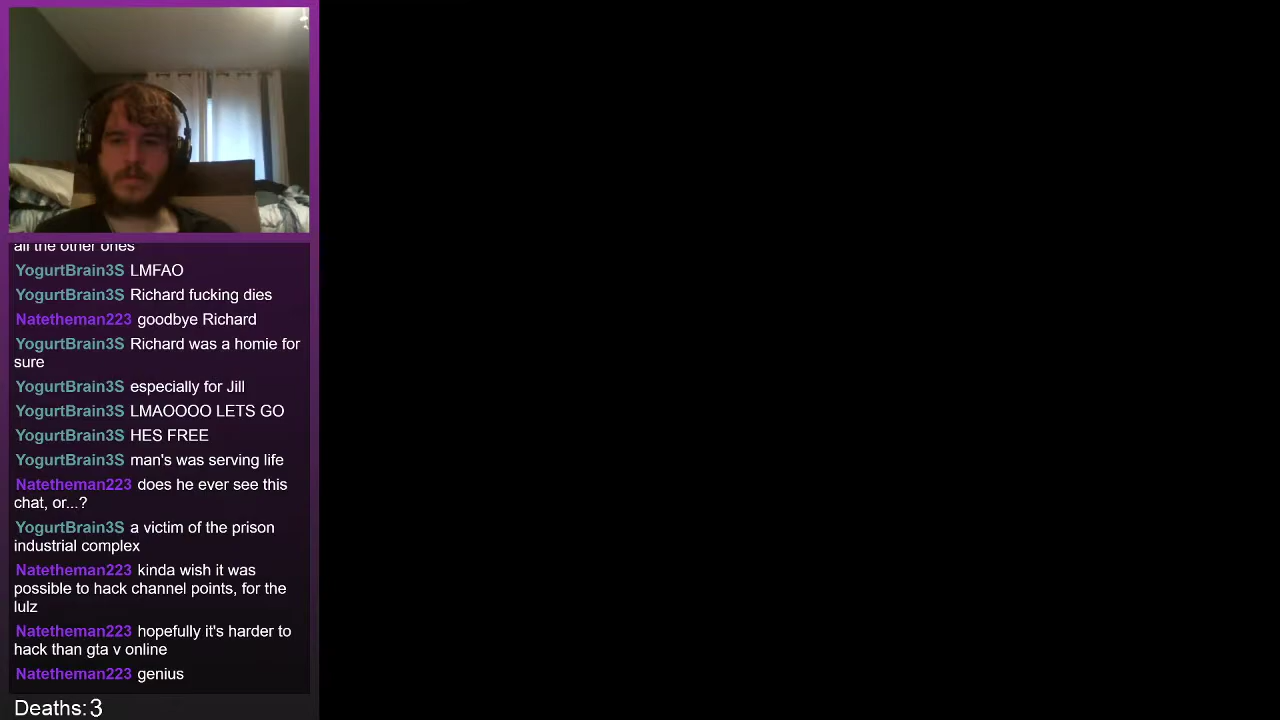 all the other ones
YogurtBrain3S LMFAO
YogurtBrain3S Richard fucking dies
Natetheman223 goodbye Richard
YogurtBrain3S Richard was a homie for
sure
YogurtBrain3S especially for Jill
YogurtBrain3S LMAOOOO LETS GO
YogurtBrain3S HES FREE
YogurtBrain3S man's was serving life
Natetheman223 does he ever see this
chat, or...?
YogurtBrain3S a victim of the prison
industrial complex
Natetheman223 kinda wish it was
possible to hack channel points, for the
lulz
Natetheman223 hopefully it's harder to
hack than gta v online
Natetheman223 genius
Deaths:3